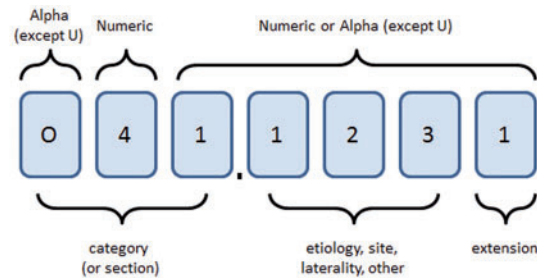 Alpha
(except U)
Numeric
Numeric or Alpha (except U)
O 4 1 . 1 2 3 1
category
(or section)
etiology, site,
laterality, other
extension